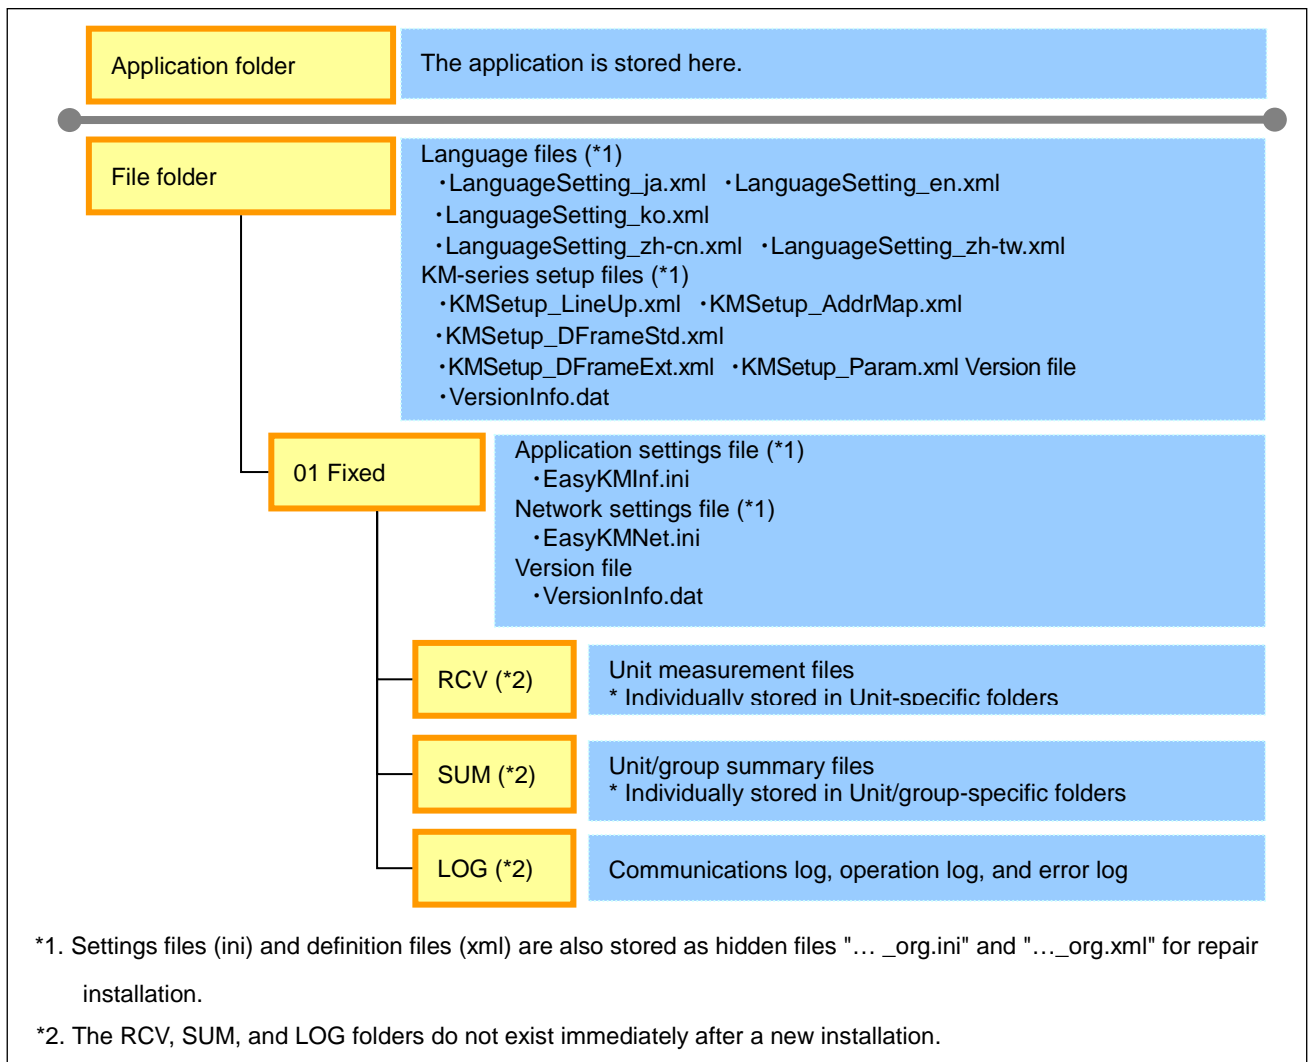 Application folder
The application is stored here.
File folder
Language files (*1)
・LanguageSetting_ja.xml ・LanguageSetting_en.xml
・LanguageSetting_ko.xml
・LanguageSetting_zh-cn.xml ・LanguageSetting_zh-tw.xml
KM-series setup files (*1)
・KMSetup_LineUp.xml ・KMSetup_AddrMap.xml
・KMSetup_DFrameStd.xml
・KMSetup_DFrameExt.xml ・KMSetup_Param.xml Version file
・VersionInfo.dat
01 Fixed
Application settings file (*1)
・EasyKMInf.ini
Network settings file (*1)
・EasyKMNet.ini
Version file
・VersionInfo.dat
RCV (*2)
Unit measurement files
* Individually stored in Unit-specific folders
SUM (*2)
Unit/group summary files
* Individually stored in Unit/group-specific folders
LOG (*2)
Communications log, operation log, and error log
*1. Settings files (ini) and definition files (xml) are also stored as hidden files "… _org.ini" and "…_org.xml" for repair
installation.
*2. The RCV, SUM, and LOG folders do not exist immediately after a new installation.